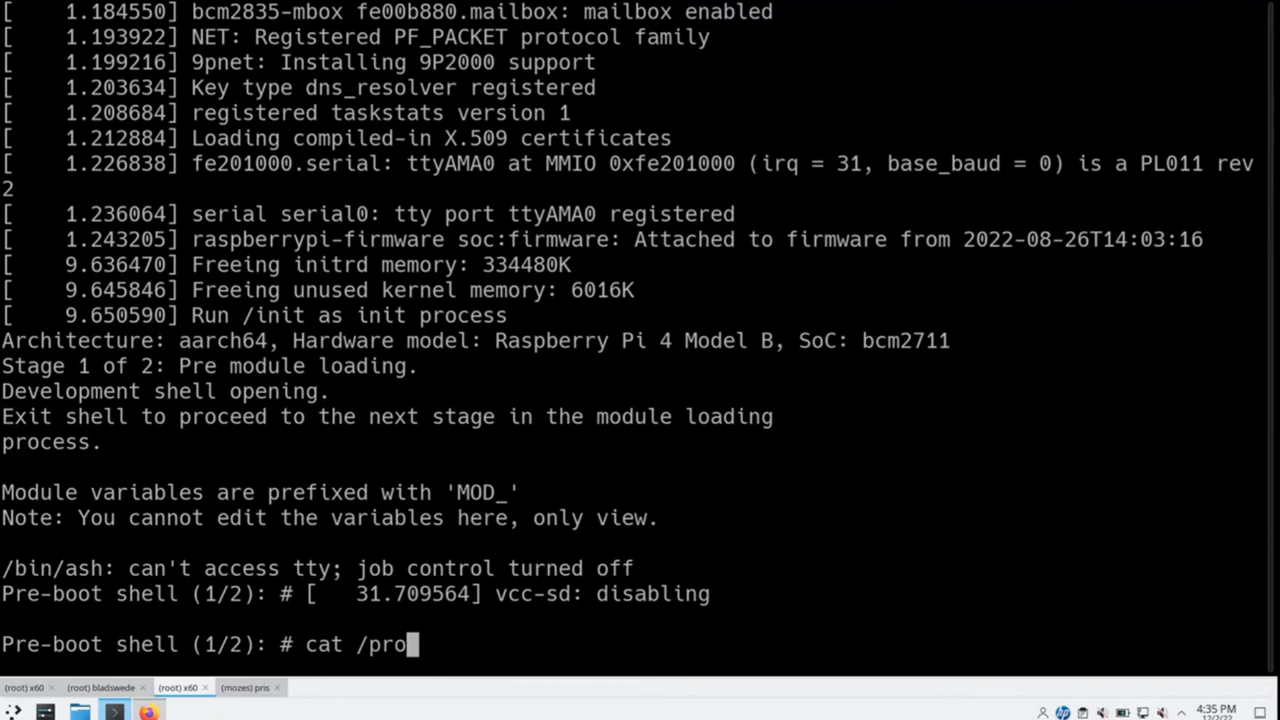 [    1.184550] bcm2835-mbox fe00b880.mailbox: mailbox enabled
[    1.193922] NET: Registered PF_PACKET protocol family
[    1.199216] 9pnet: Installing 9P2000 support
[    1.203634] Key type dns_resolver registered
[    1.208684] registered taskstats version 1
[    1.212884] Loading compiled-in X.509 certificates
[    1.226838] fe201000.serial: ttyAMA0 at MMIO 0xfe201000 (irq = 31, base_baud = 0) is a PL011 rev
2
[    1.236064] serial serial0: tty port ttyAMA0 registered
[    1.243205] raspberrypi-firmware soc:firmware: Attached to firmware from 2022-08-26T14:03:16
[    9.636470] Freeing initrd memory: 334480K
[    9.645846] Freeing unused kernel memory: 6016K
[    9.650590] Run /init as init process
Architecture: aarch64, Hardware model: Raspberry Pi 4 Model B, SoC: bcm2711
Stage 1 of 2: Pre module loading.
Development shell opening.
Exit shell to proceed to the next stage in the module loading
process.
Module variables are prefixed with 'MOD_'
Note: You cannot edit the variables here, only view.
/bin/ash: can't access tty; job control turned off
Pre-boot shell (1/2): # [   31.709564] vcc-sd: disabling
Pre-boot shell (1/2): # cat /pro
(root) x60 (root) bladswede (root) x60 (mozes) pris
4:35 PM
12/2/22